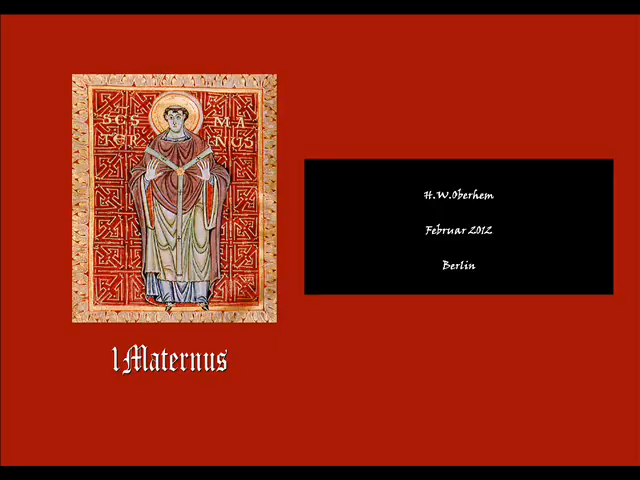 SCS MA
TER NUS
1 Maternus
H.W.Oberhem
Februar 2012
Berlin